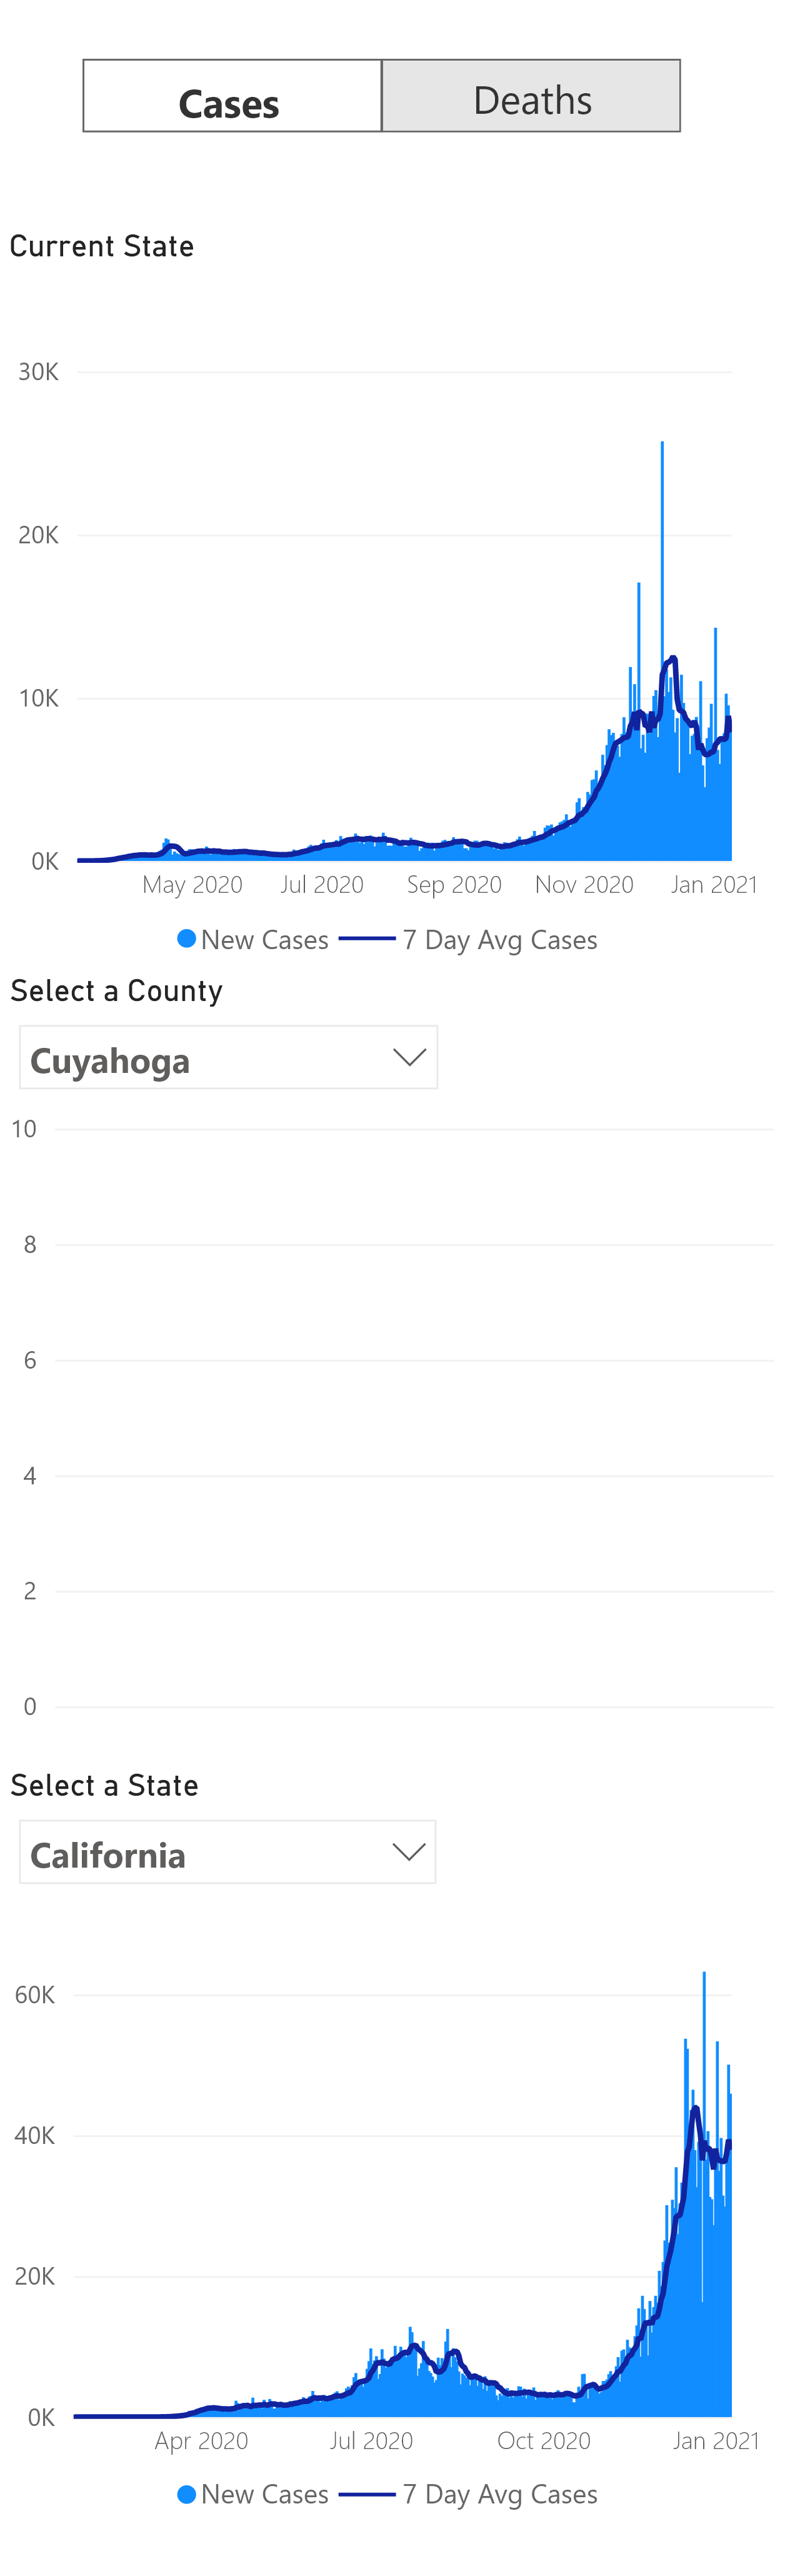 Cases Deaths
Current State
30K
20K
10K
0K
May 2020 Jul 2020 Sep 2020 Nov 2020 Jan 2021
New Cases 7 Day Avg Cases
Select a County
Cuyahoga
10
8
6
4
2
0
Select a State
California
60K
40K
20K
0K
Apr 2020 Jul 2020 Oct 2020 Jan 2021
New Cases 7 Day Avg Cases